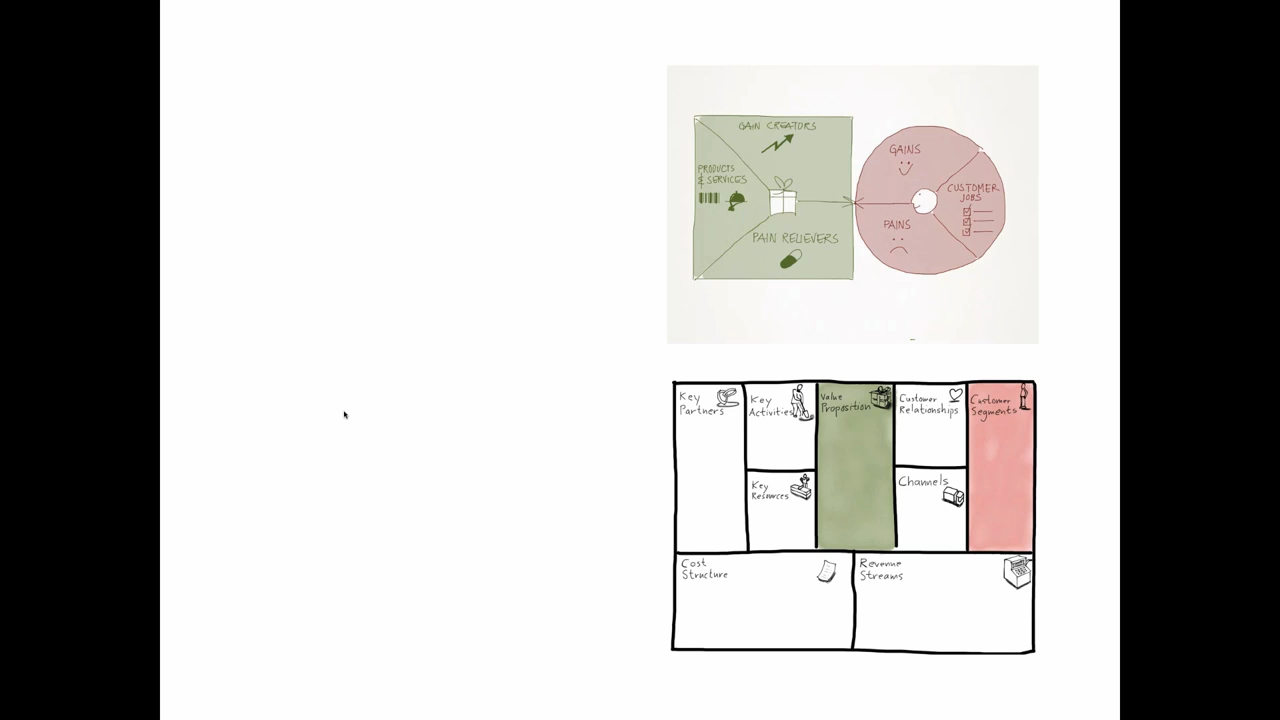 GAIN CREATORS
PRODUCTS
& SERVICES
PAIN RELIEVERS
GAINS
CUSTOMER
JOBS
PAINS
Key
Partners
Key
Activities
Value
Proposition
Customer
Relationships
Customer
Segments
Key
Resources
Channels
Cost
Structure
Revenue
Streams